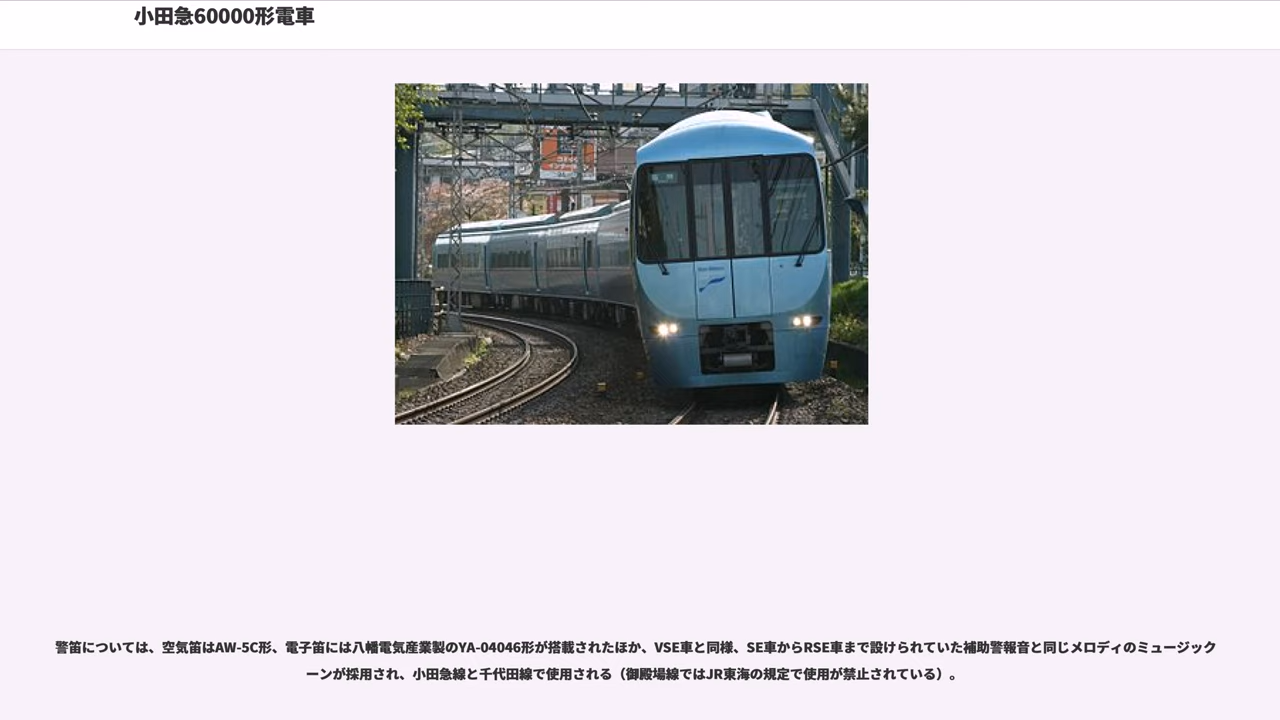 小田急60000形電車
警笛については、空気笛はAW-5C形、電子笛には八幡電気産業製のYA-04046形が搭載されたほか、VSE車と同様、SE車からRSE車まで設けられていた補助警報音と同じメロディのミュージック
ーンが採用され、小田急線と千代田線で使用される（御殿場線ではJR東海の規定で使用が禁止されている）。